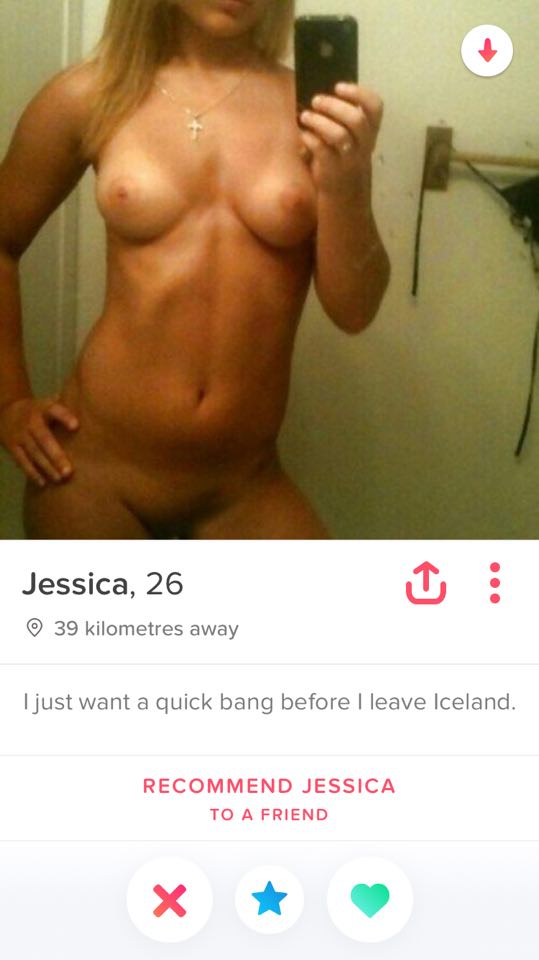 Jessica, 26
39 kilometres away
I just want a quick bang before I leave Iceland.
RECOMMEND JESSICA
TO A FRIEND